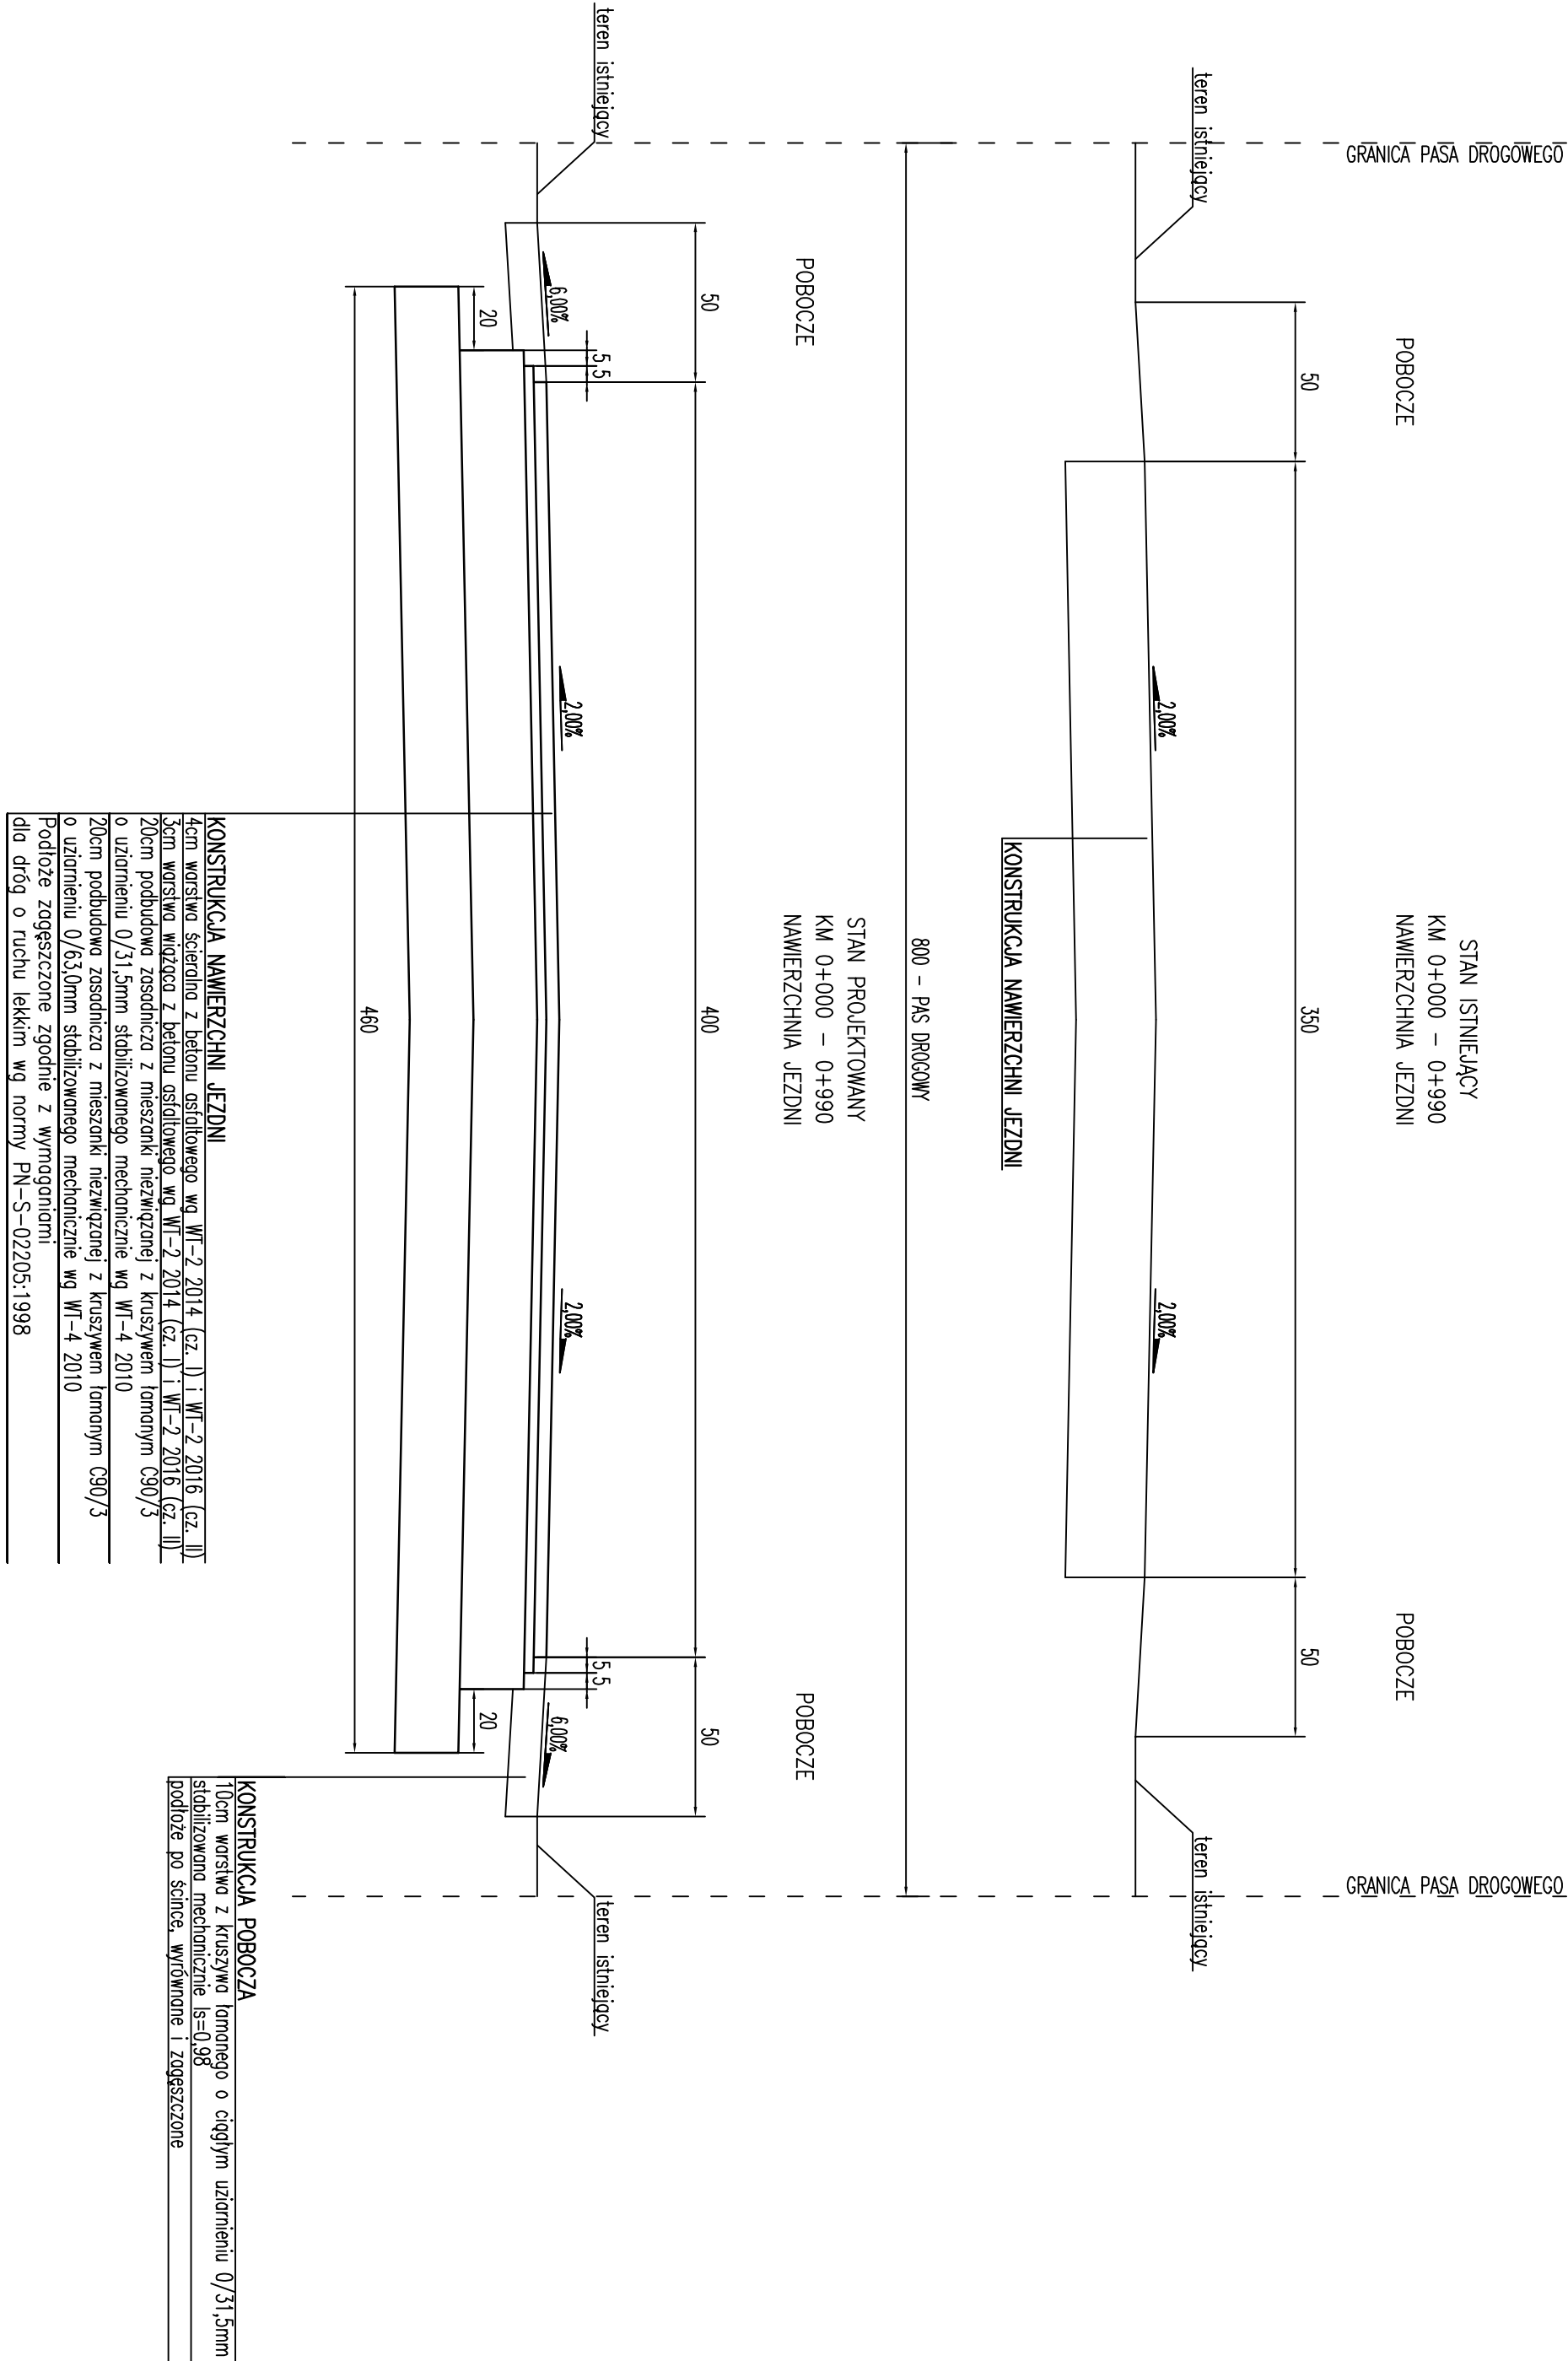 GRANICA PASA DROGOWEGO
GRANICA PASA DROGOWEGO
STAN ISTNIEJĄCY
KM 0+000 – 0+990
NAWIERZCHNIA JEZDNI
POBOCZE
POBOCZE
50
350
50
teren istniejący
teren istniejący
2,00%
2,00%
KONSTRUKCJA NAWIERZCHNI JEZDNI
800 – PAS DROGOWY
STAN PROJEKTOWANY
KM 0+000 – 0+990
NAWIERZCHNIA JEZDNI
POBOCZE
POBOCZE
50
400
50
teren istniejący
teren istniejący
5
5
5
5
6,00%
2,00%
2,00%
6,00%
20
20
460
KONSTRUKCJA NAWIERZCHNI JEZDNI
4cm warstwa ścieralna z betonu asfaltowego wg WT–2 2014 (cz. I) i WT–2 2016 (cz. II)
3cm warstwa wiążąca z betonu asfaltowego wg WT–2 2014 (cz. I) i WT–2 2016 (cz. II)
20cm podbudowa zasadnicza z mieszanki niezwiązanej z kruszywem łamanym C90/3
o uziarnieniu 0/31,5mm stabilizowanego mechanicznie wg WT–4 2010
20cm podbudowa zasadnicza z mieszanki niezwiązanej z kruszywem łamanym C90/3
o uziarnieniu 0/63,0mm stabilizowanego mechanicznie wg WT–4 2010
Podłoże zagęszczone zgodnie z wymaganiami
dla dróg o ruchu lekkim wg normy PN–S–02205:1998
KONSTRUKCJA POBOCZA
10cm warstwa z kruszywa łamanego o ciągłym uziarnieniu 0/31,5mm
stabilizowana mechanicznie Is=0,98
podłoże po ścince, wyrównane i zagęszczone